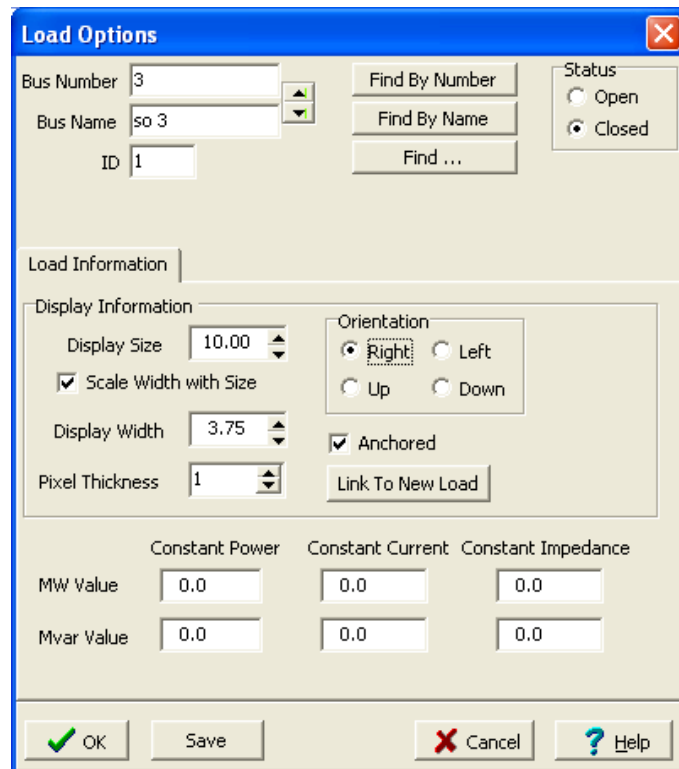 Load Options
Bus Number 3 Find By Number Status
Open
Bus Name so 3 Find By Name Closed
ID 1 Find ...
Load Information
Display Information
Display Size 10.00 Orientation
Right Left
Scale Width with Size Up Down
Display Width 3.75 Anchored
Pixel Thickness 1 Link To New Load
Constant Power Constant Current Constant Impedance
MW Value 0.0 0.0 0.0
Mvar Value 0.0 0.0 0.0
OK Save Cancel Help